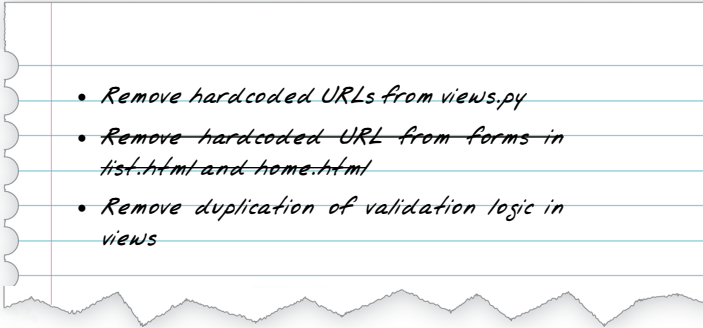 • Remove hardcoded URLs from views.py
• Remove hardcoded URL from forms in
list.html and home.html
• Remove duplication of validation logic in
views